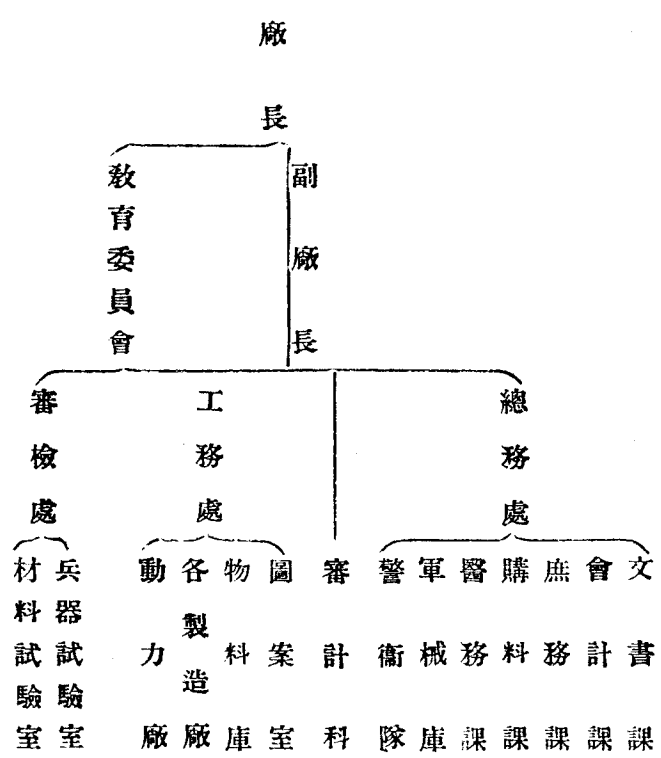 廠長
副廠長
教育委員會
總務處
工務處
審檢處
文書課
會計課
庶務課
購料課
醫務課
軍械庫
警衞隊
審計科
圖案室
物料庫
各製造廠
動力廠
兵器試驗室
材料試驗室